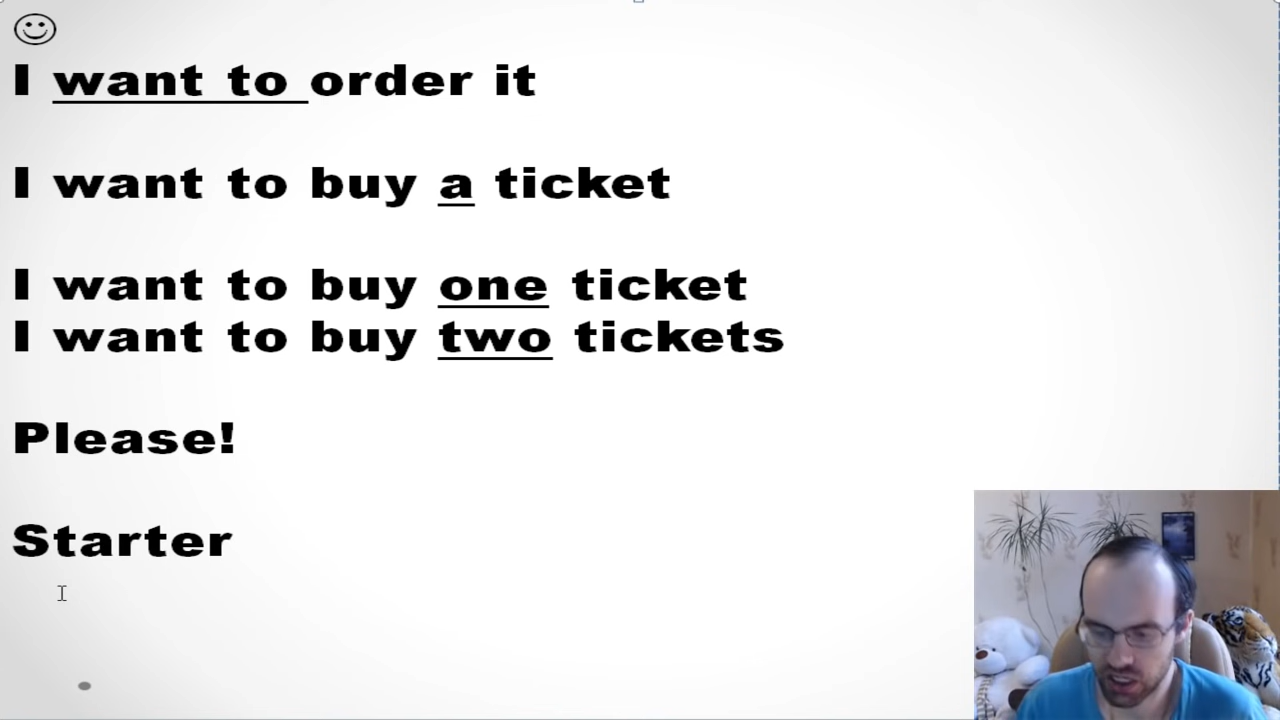 I want to order it
I want to buy a ticket
I want to buy one ticket
I want to buy two tickets
Please!
Starter